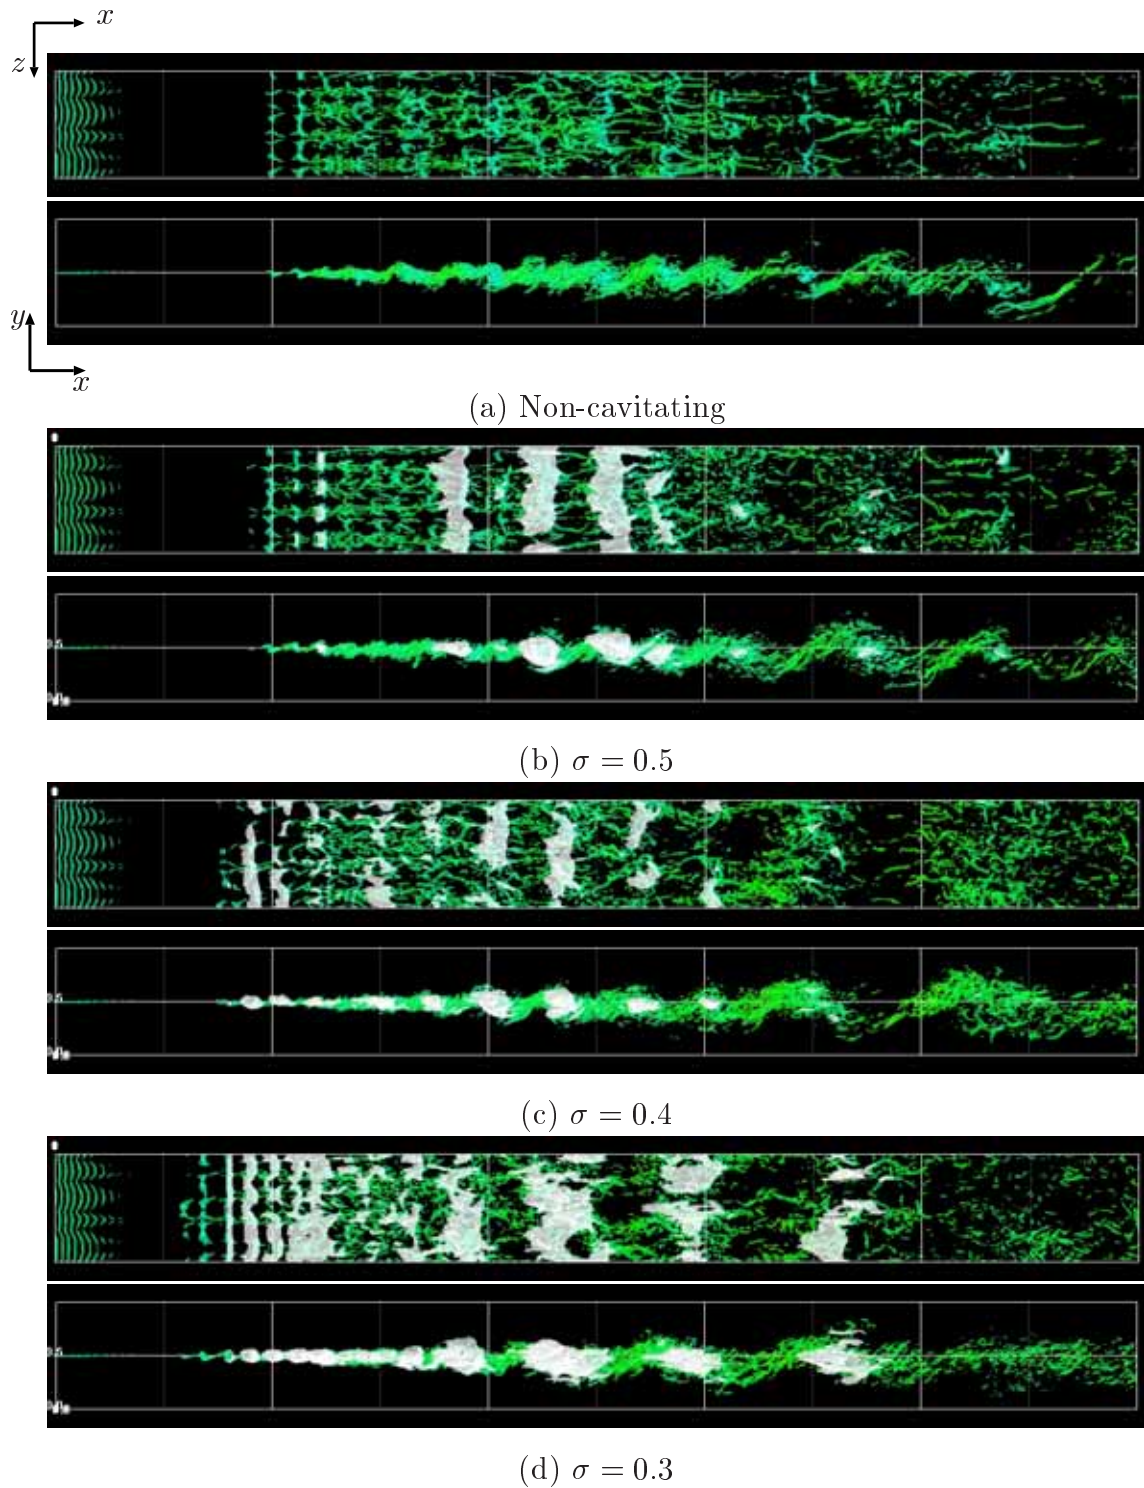 x
z
y
x
(a) Non-cavitating
(b) σ = 0.5
(c) σ = 0.4
(d) σ = 0.3